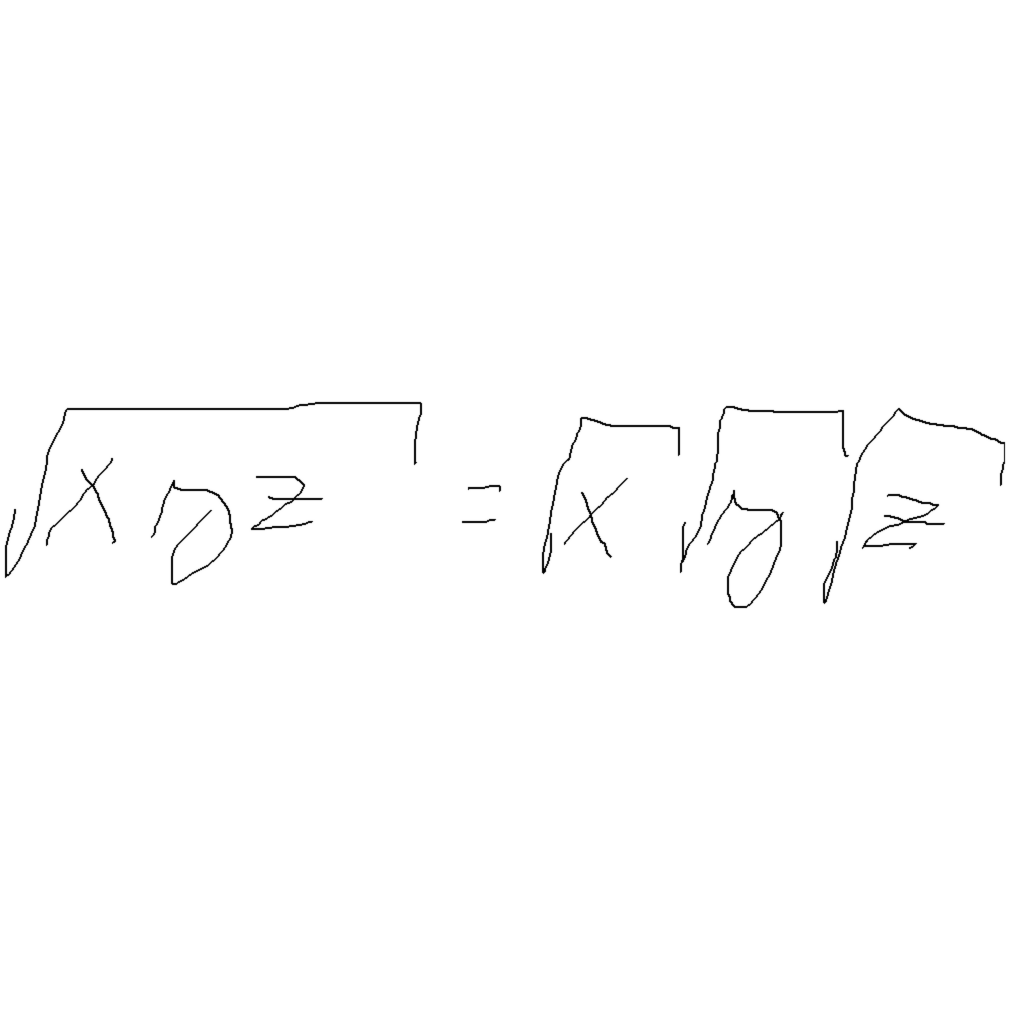 √xyz = √x √y √z